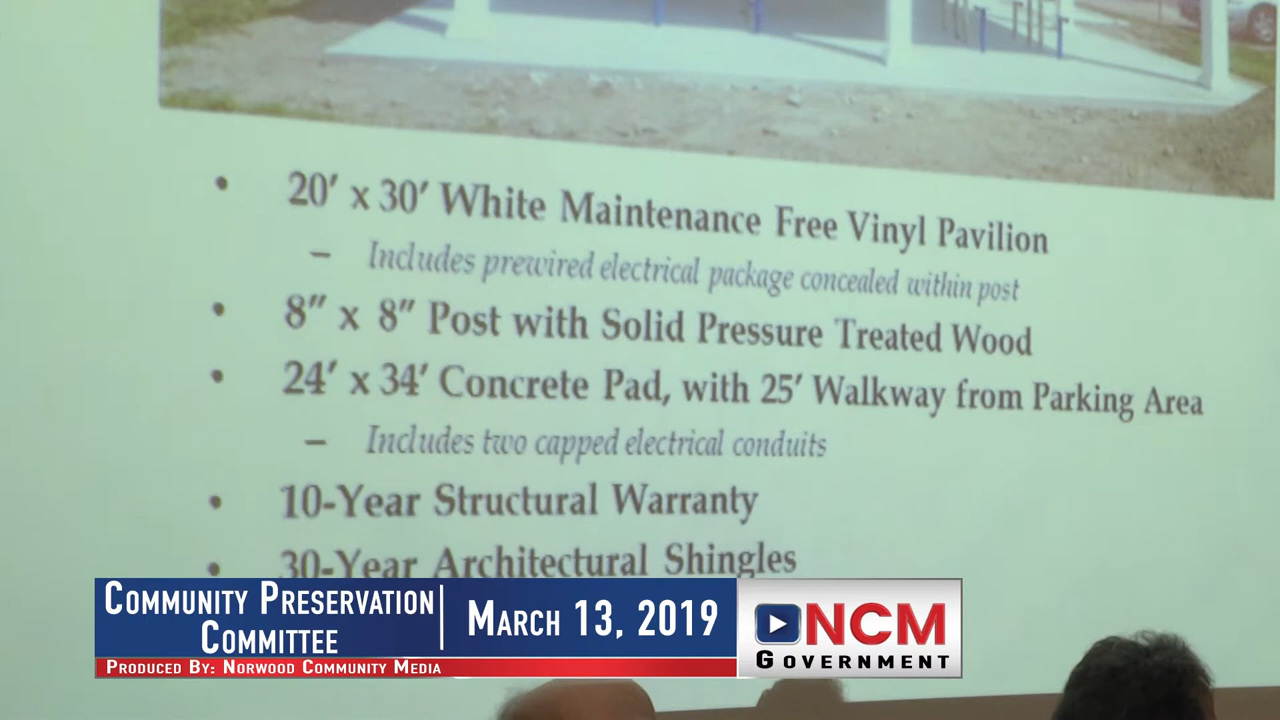 • 20′ x 30′ White Maintenance Free Vinyl Pavilion
– Includes prewired electrical package concealed within post
• 8″ x 8″ Post with Solid Pressure Treated Wood
• 24′ x 34′ Concrete Pad, with 25′ Walkway from Parking Area
– Includes two capped electrical conduits
• 10-Year Structural Warranty
• 30-Year Architectural Shingles
Community Preservation
Committee
March 13, 2019
Produced By: Norwood Community Media
NCM
Government